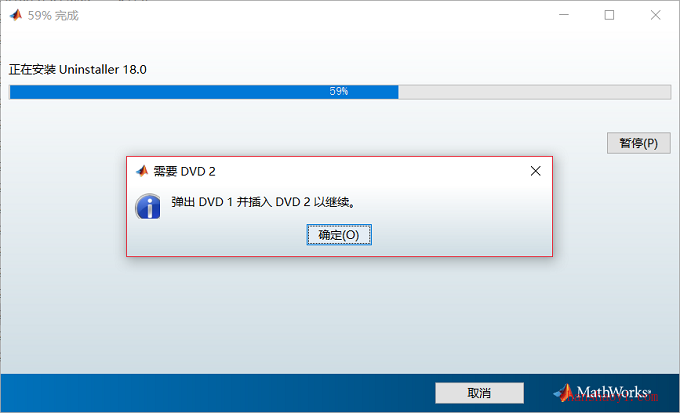 59% 完成
正在安装 Uninstaller 18.0
59%
暂停(P)
需要 DVD 2
弹出 DVD 1 并插入 DVD 2 以继续。
确定(O)
取消
MathWorks®